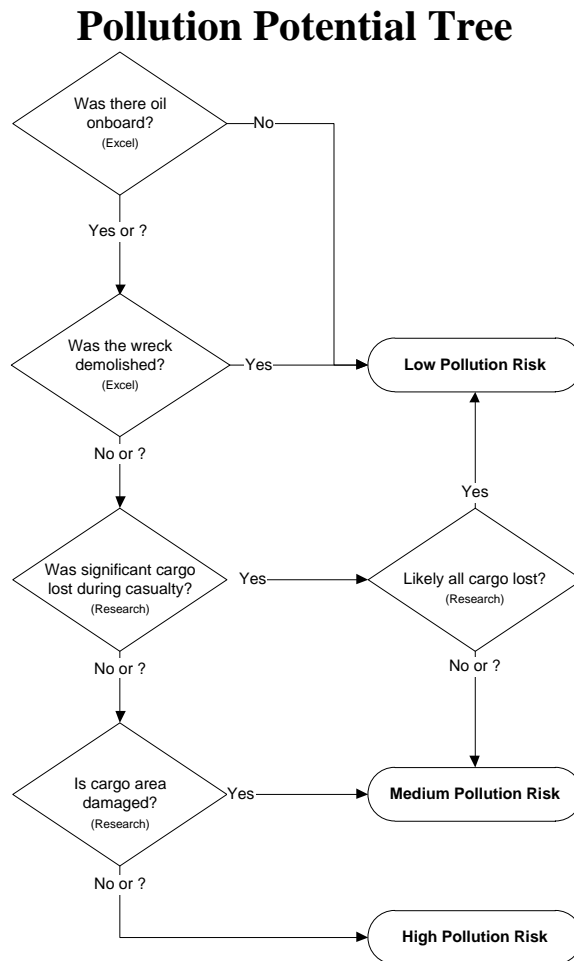 Pollution Potential Tree
Was there oil
onboard?
(Excel)
No
Yes or ?
Was the wreck
demolished?
(Excel)
Yes
Low Pollution Risk
No or ?
Yes
Was significant cargo
lost during casualty?
(Research)
Yes
Likely all cargo lost?
(Research)
No or ?
No or ?
Is cargo area
damaged?
(Research)
Yes
Medium Pollution Risk
No or ?
High Pollution Risk